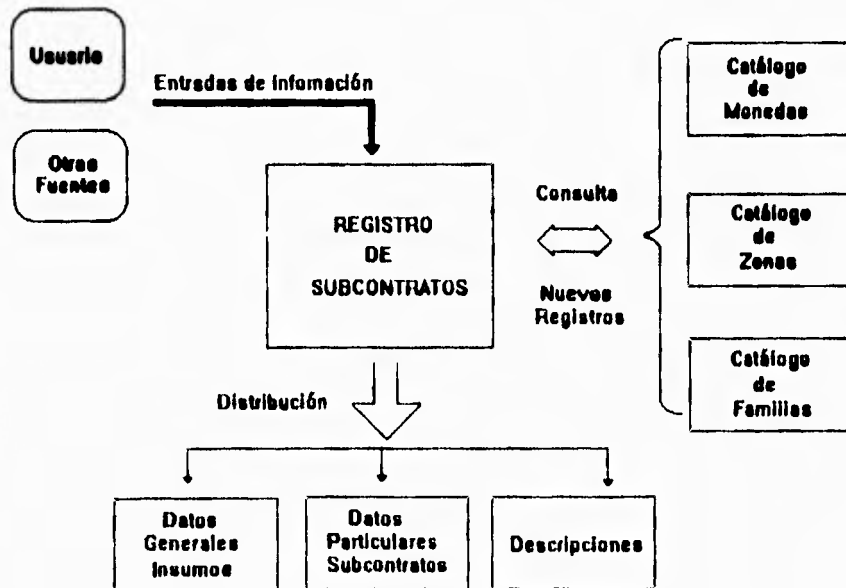 Usuario
Entradas de infomación
Otras
Fuentes
REGISTRO
DE
SUBCONTRATOS
Consulta
Nuevos
Registros
Catálogo
de
Monedas
Catálogo
de
Zonas
Catálogo
de
Familias
Distribución
Datos
Generales
Insumos
Datos
Particulares
Subcontratos
Descripciones